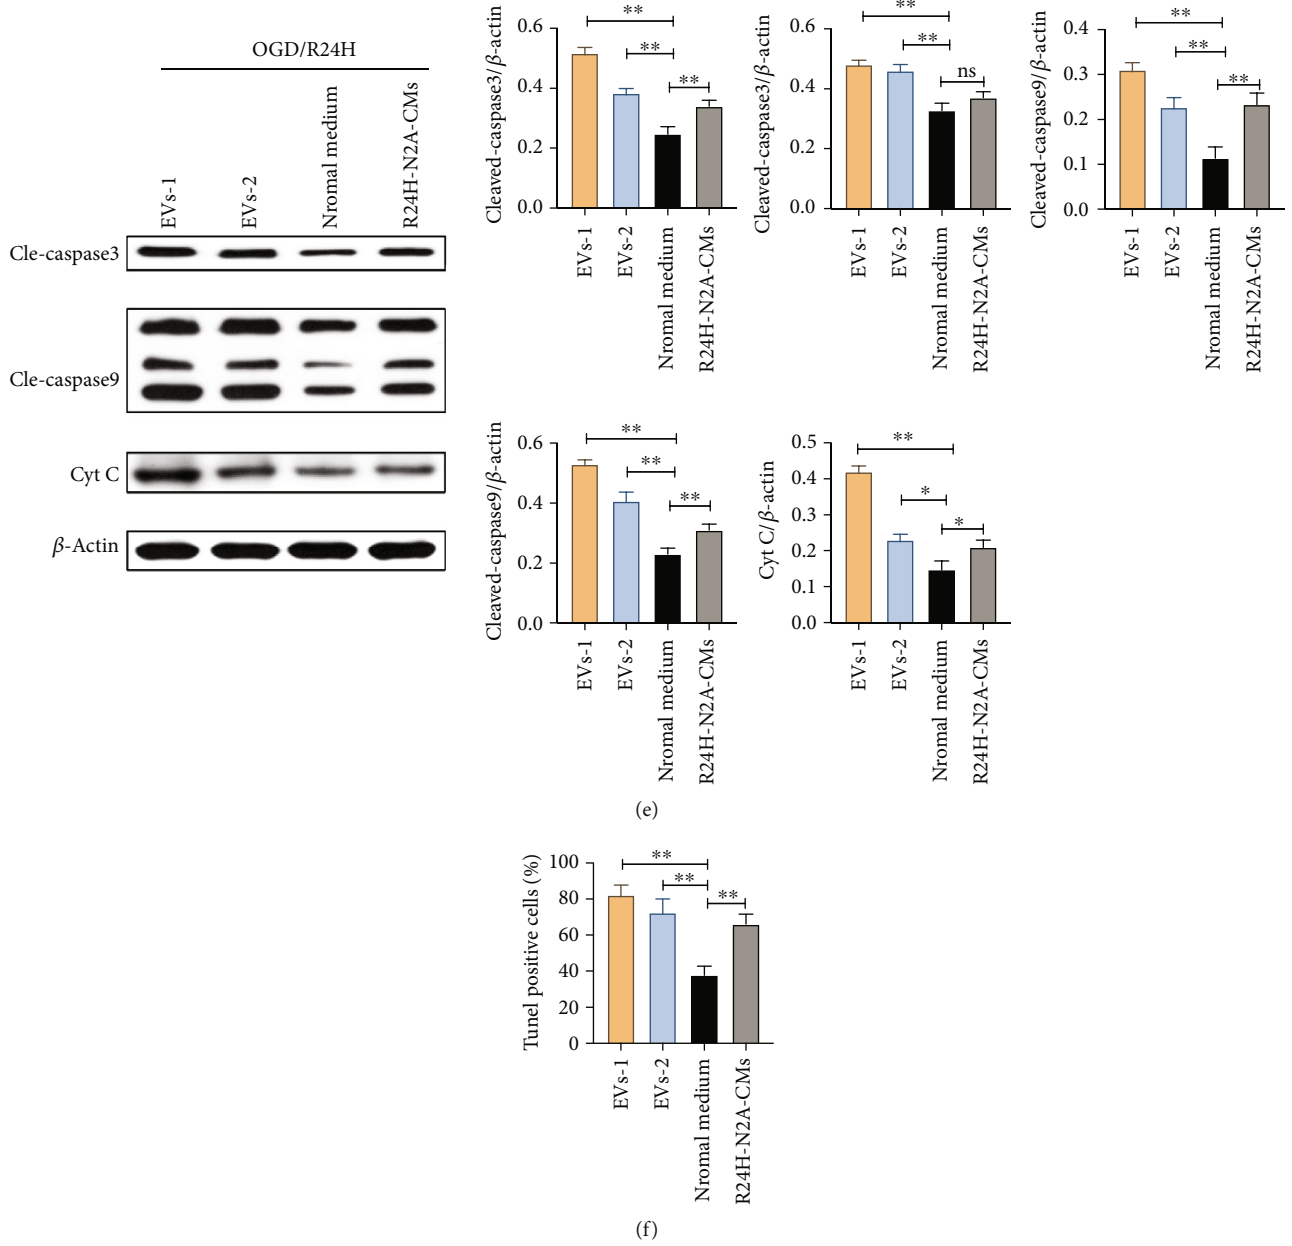 OGD/R24H
EVs-1
EVs-2
Nromal medium
R24H-N2A-CMs
Cle-caspase3
Cle-caspase9
Cyt C
β-Actin
Cleaved-caspase3/β-actin
0.6
0.4
0.2
0.0
**
**
**
EVs-1
EVs-2
Nromal medium
R24H-N2A-CMs
Cleaved-caspase3/β-actin
0.6
0.4
0.2
0.0
**
**
ns
EVs-1
EVs-2
Nromal medium
R24H-N2A-CMs
Cleaved-caspase9/β-actin
0.4
0.3
0.2
0.1
0.0
**
**
**
EVs-1
EVs-2
Nromal medium
R24H-N2A-CMs
Cleaved-caspase9/β-actin
0.6
0.4
0.2
0.0
**
**
**
EVs-1
EVs-2
Nromal medium
R24H-N2A-CMs
Cyt C/β-actin
0.5
0.4
0.3
0.2
0.1
0.0
**
*
*
EVs-1
EVs-2
Nromal medium
R24H-N2A-CMs
(e)
Tunel positive cells (%)
100
80
60
40
20
0
**
**
**
EVs-1
EVs-2
Nromal medium
R24H-N2A-CMs
(f)